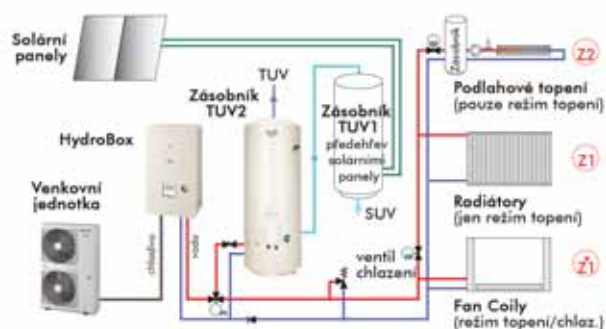 Solární
panely
TUV
Zásobník
TUV2
Zásobník
TUV1
předehřev
solárními
panely
SUV
HydroBox
Venkovní
jednotka
chladivo
voda
ventil
chlazení
Zásobník
Z2
Podlahové topení
(pouze režim topení)
Z1
Radiátory
(jen režim topení)
Z1
Fan Coily
(režim topení/chlaz.)